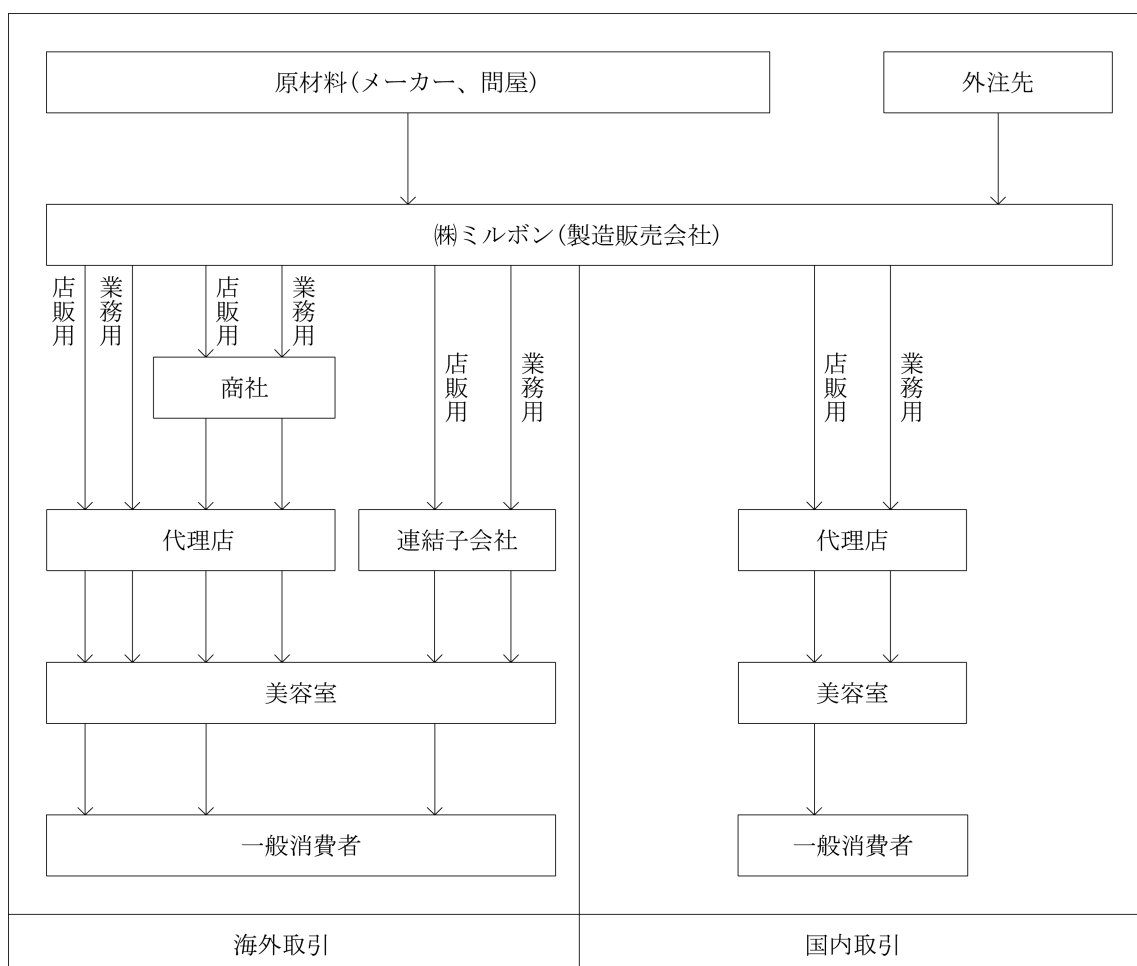 原材料(メーカー、問屋)
外注先
㈱ミルボン(製造販売会社)
店販用
業務用
店販用
業務用
店販用
業務用
店販用
業務用
商社
代理店
連結子会社
代理店
美容室
美容室
一般消費者
一般消費者
海外取引
国内取引